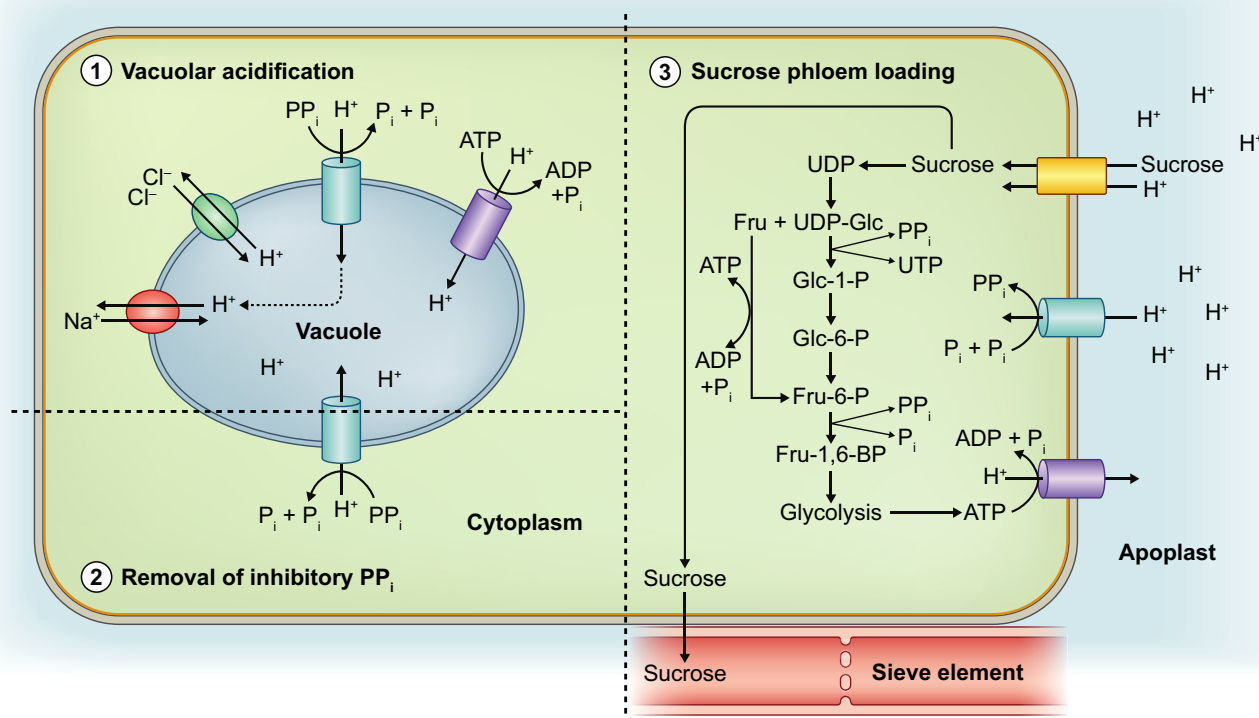 1 Vacuolar acidification
PPi H+ Pi + Pi
ATP H+ ADP
+Pi
Cl–
Cl–
H+
H+
H+
Na+
Vacuole
H+
H+
Pi + Pi H+ PPi
Cytoplasm
2 Removal of inhibitory PPi
3 Sucrose phloem loading
UDP Sucrose
Fru + UDP-Glc
PPi
UTP
ATP
Glc-1-P
Glc-6-P
ADP
+Pi
Fru-6-P
PPi
Pi
Fru-1,6-BP
Glycolysis ATP
ADP + Pi
H+
PPi
Pi + Pi
H+
H+
H+
H+
Sucrose
H+
H+
H+
H+
H+
Apoplast
Sucrose
Sucrose
Sieve element